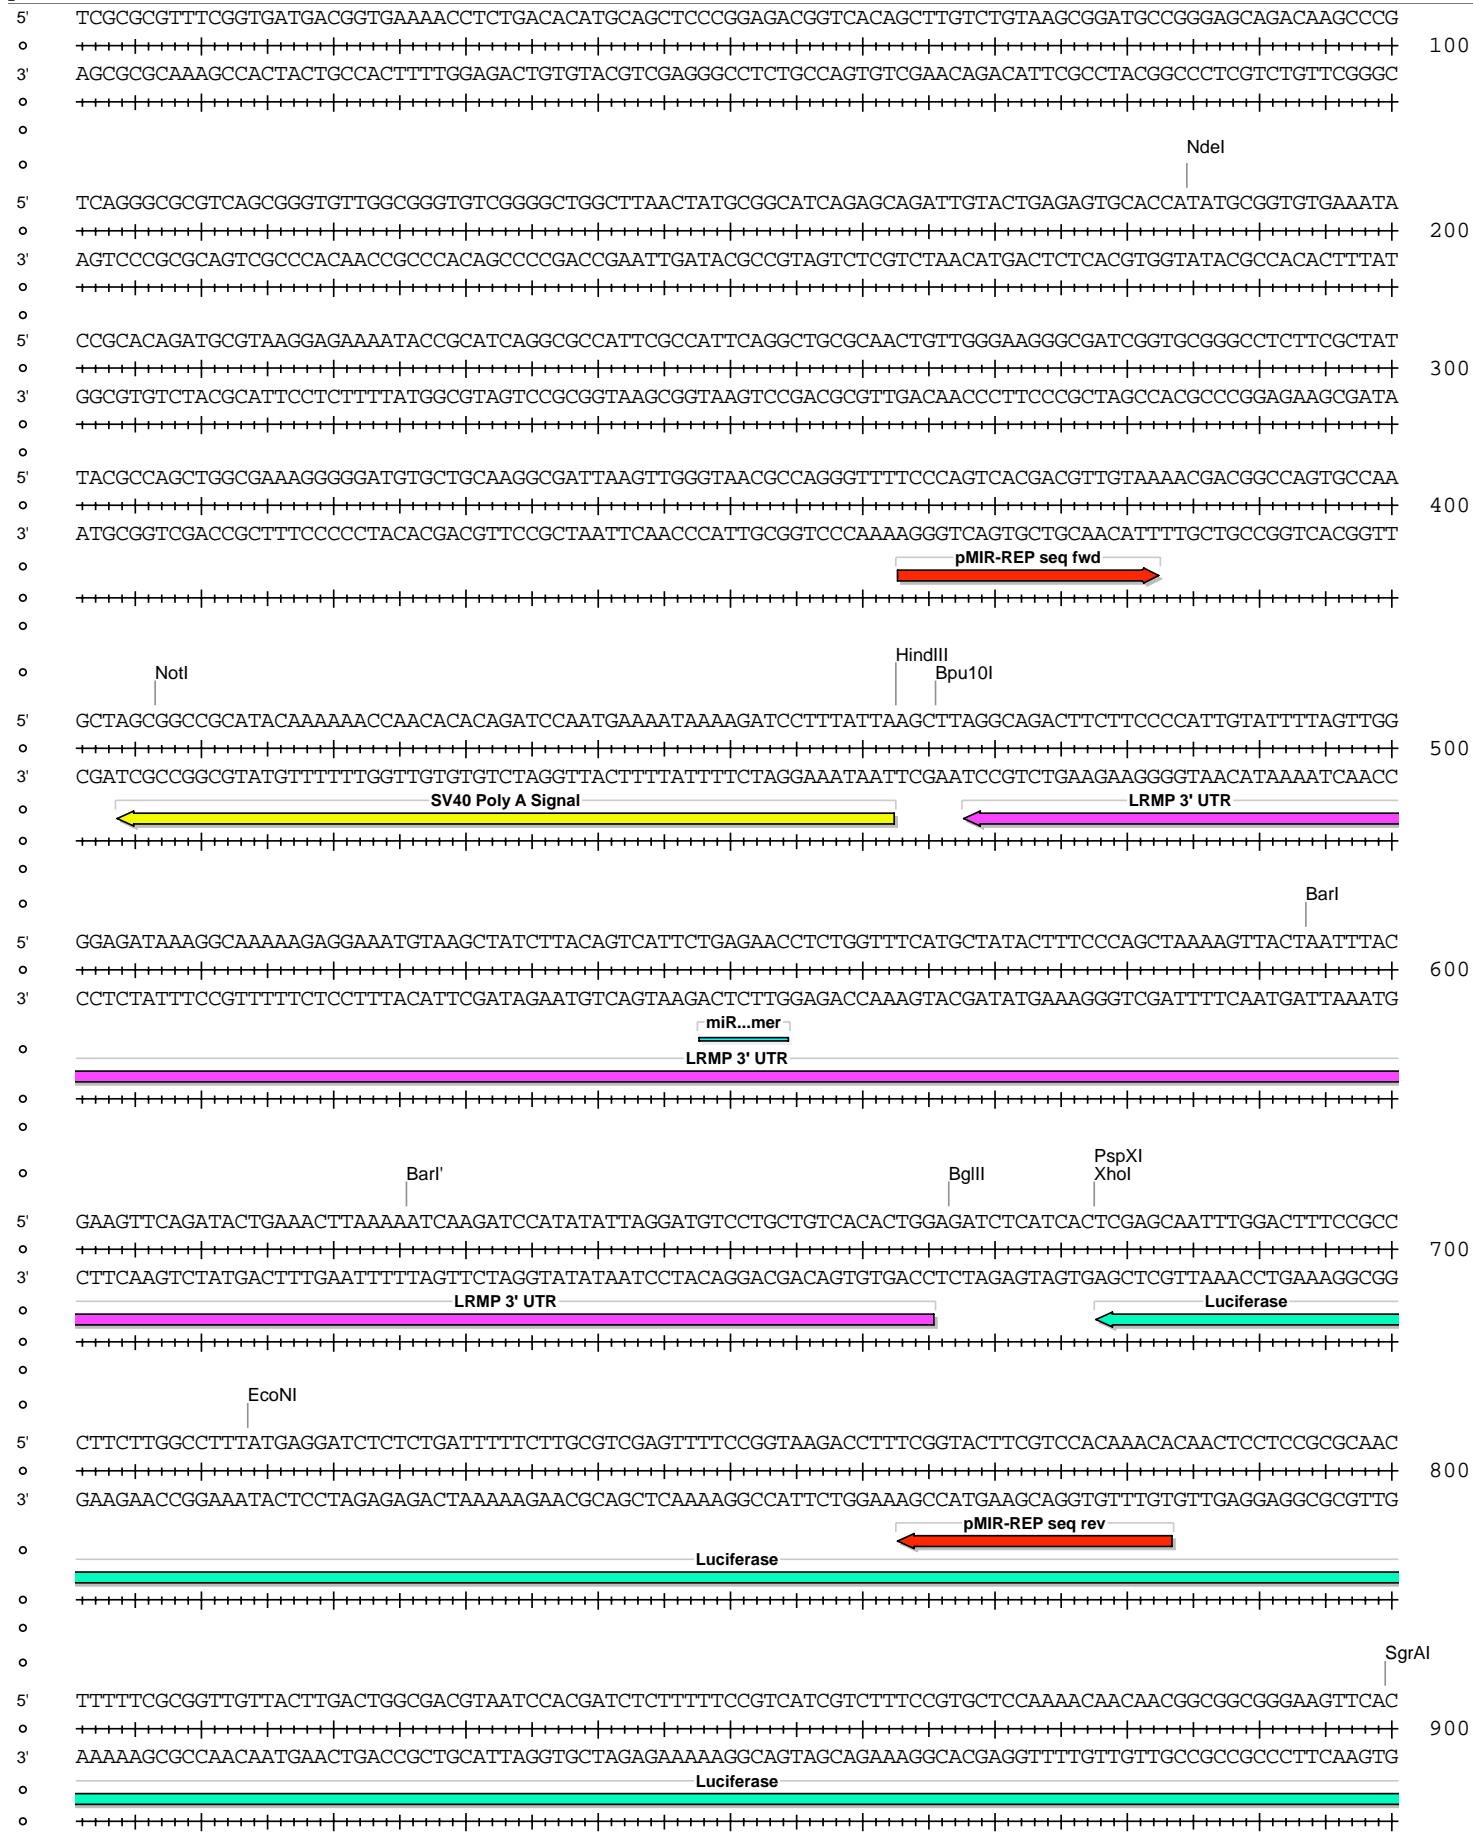 5' TCGCGCGTTTCGGTGATGACGGTGAAAACCTCTGACACATGCAGCTCCCGGAGACGGTCACAGCTTGTCTGTAAGCGGATGCCGGGAGCAGACAAGCCCG
100
3' AGCGCGCAAAGCCACTACTGCCACTTTTGGAGACTGTGTACGTCGAGGGCCTCTGCCAGTGTCGAACAGACATTCGCCTACGGCCCTCGTCTGTTCGGGC
NdeI
5' TCAGGGCGCGTCAGCGGGTGTTGGCGGGTGTCGGGGCTGGCTTAACTATGCGGCATCAGAGCAGATTGTACTGAGAGTGCACCATATGCGGTGTGAAATA
200
3' AGTCCCGCGCAGTCGCCCACAACCGCCCACAGCCCCGACCGAATTGATACGCCGTAGTCTCGTCTAACATGACTCTCACGTGGTATACGCCACACTTTAT
5' CCGCACAGATGCGTAAGGAGAAAATACCGCATCAGGCGCCATTCGCCATTCAGGCTGCGCAACTGTTGGGAAGGGCGATCGGTGCGGGCCTCTTCGCTAT
300
3' GGCGTGTCTACGCATTCCTCTTTTATGGCGTAGTCCGCGGTAAGCGGTAAGTCCGACGCGTTGACAACCCTTCCCGCTAGCCACGCCCGGAGAAGCGATA
5' TACGCCAGCTGGCGAAAGGGGGATGTGCTGCAAGGCGATTAAGTTGGGTAACGCCAGGGTTTTCCCAGTCACGACGTTGTAAAACGACGGCCAGTGCCAA
400
3' ATGCGGTCGACCGCTTTCCCCCTACACGACGTTCCGCTAATTCAACCCATTGCGGTCCCAAAAGGGTCAGTGCTGCAACATTTTGCTGCCGGTCACGGTT
pMIR-REP seq fwd
NotI HindIII
Bpu10I
5' GCTAGCGGCCGCATACAAAAAACCAACACACAGATCCAATGAAAATAAAAGATCCTTTATTAAGCTTAGGCAGACTTCTTCCCCATTGTATTTTAGTTGG
500
3' CGATCGCCGGCGTATGTTTTTTGGTTGTGTGTCTAGGTTACTTTTATTTTCTAGGAAATAATTCGAATCCGTCTGAAGAAGGGGTAACATAAAATCAACC
SV40 Poly A Signal LRMP 3' UTR
BarI
5' GGAGATAAAGGCAAAAAGAGGAAATGTAAGCTATCTTACAGTCATTCTGAGAACCTCTGGTTTCATGCTATACTTTCCCAGCTAAAAGTTACTAATTTAC
600
3' CCTCTATTTCCGTTTTTCTCCTTTACATTCGATAGAATGTCAGTAAGACTCTTGGAGACCAAAGTACGATATGAAAGGGTCGATTTTCAATGATTAAATG
miR...mer
LRMP 3' UTR
BarI' BglII PspXI
XhoI
5' GAAGTTCAGATACTGAAACTTAAAAATCAAGATCCATATATTAGGATGTCCTGCTGTCACACTGGAGATCTCATCACTCGAGCAATTTGGACTTTCCGCC
700
3' CTTCAAGTCTATGACTTTGAATTTTTAGTTCTAGGTATATAATCCTACAGGACGACAGTGTGACCTCTAGAGTAGTGAGCTCGTTAAACCTGAAAGGCGG
LRMP 3' UTR Luciferase
EcoNI
5' CTTCTTGGCCTTTATGAGGATCTCTCTGATTTTTCTTGCGTCGAGTTTTCCGGTAAGACCTTTCGGTACTTCGTCCACAAACACAACTCCTCCGCGCAAC
800
3' GAAGAACCGGAAATACTCCTAGAGAGACTAAAAAGAACGCAGCTCAAAAGGCCATTCTGGAAAGCCATGAAGCAGGTGTTTGTGTTGAGGAGGCGCGTTG
pMIR-REP seq rev
Luciferase
SgrAI
5' TTTTTCGCGGTTGTTACTTGACTGGCGACGTAATCCACGATCTCTTTTTCCGTCATCGTCTTTCCGTGCTCCAAAACAACAACGGCGGCGGGAAGTTCAC
900
3' AAAAAGCGCCAACAATGAACTGACCGCTGCATTAGGTGCTAGAGAAAAAGGCAGTAGCAGAAAGGCACGAGGTTTTGTTGTTGCCGCCGCCCTTCAAGTG
Luciferase